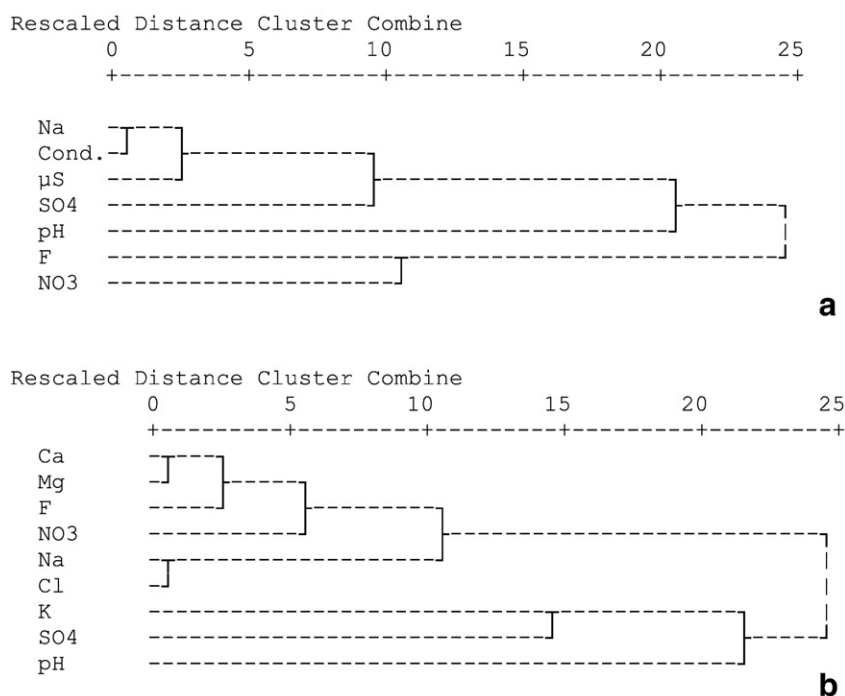 Rescaled Distance Cluster Combine
0 5 10 15 20 25
Na
Cond.
µS
SO4
pH
F
NO3
a
Rescaled Distance Cluster Combine
0 5 10 15 20 25
Ca
Mg
F
NO3
Na
Cl
K
SO4
pH
b